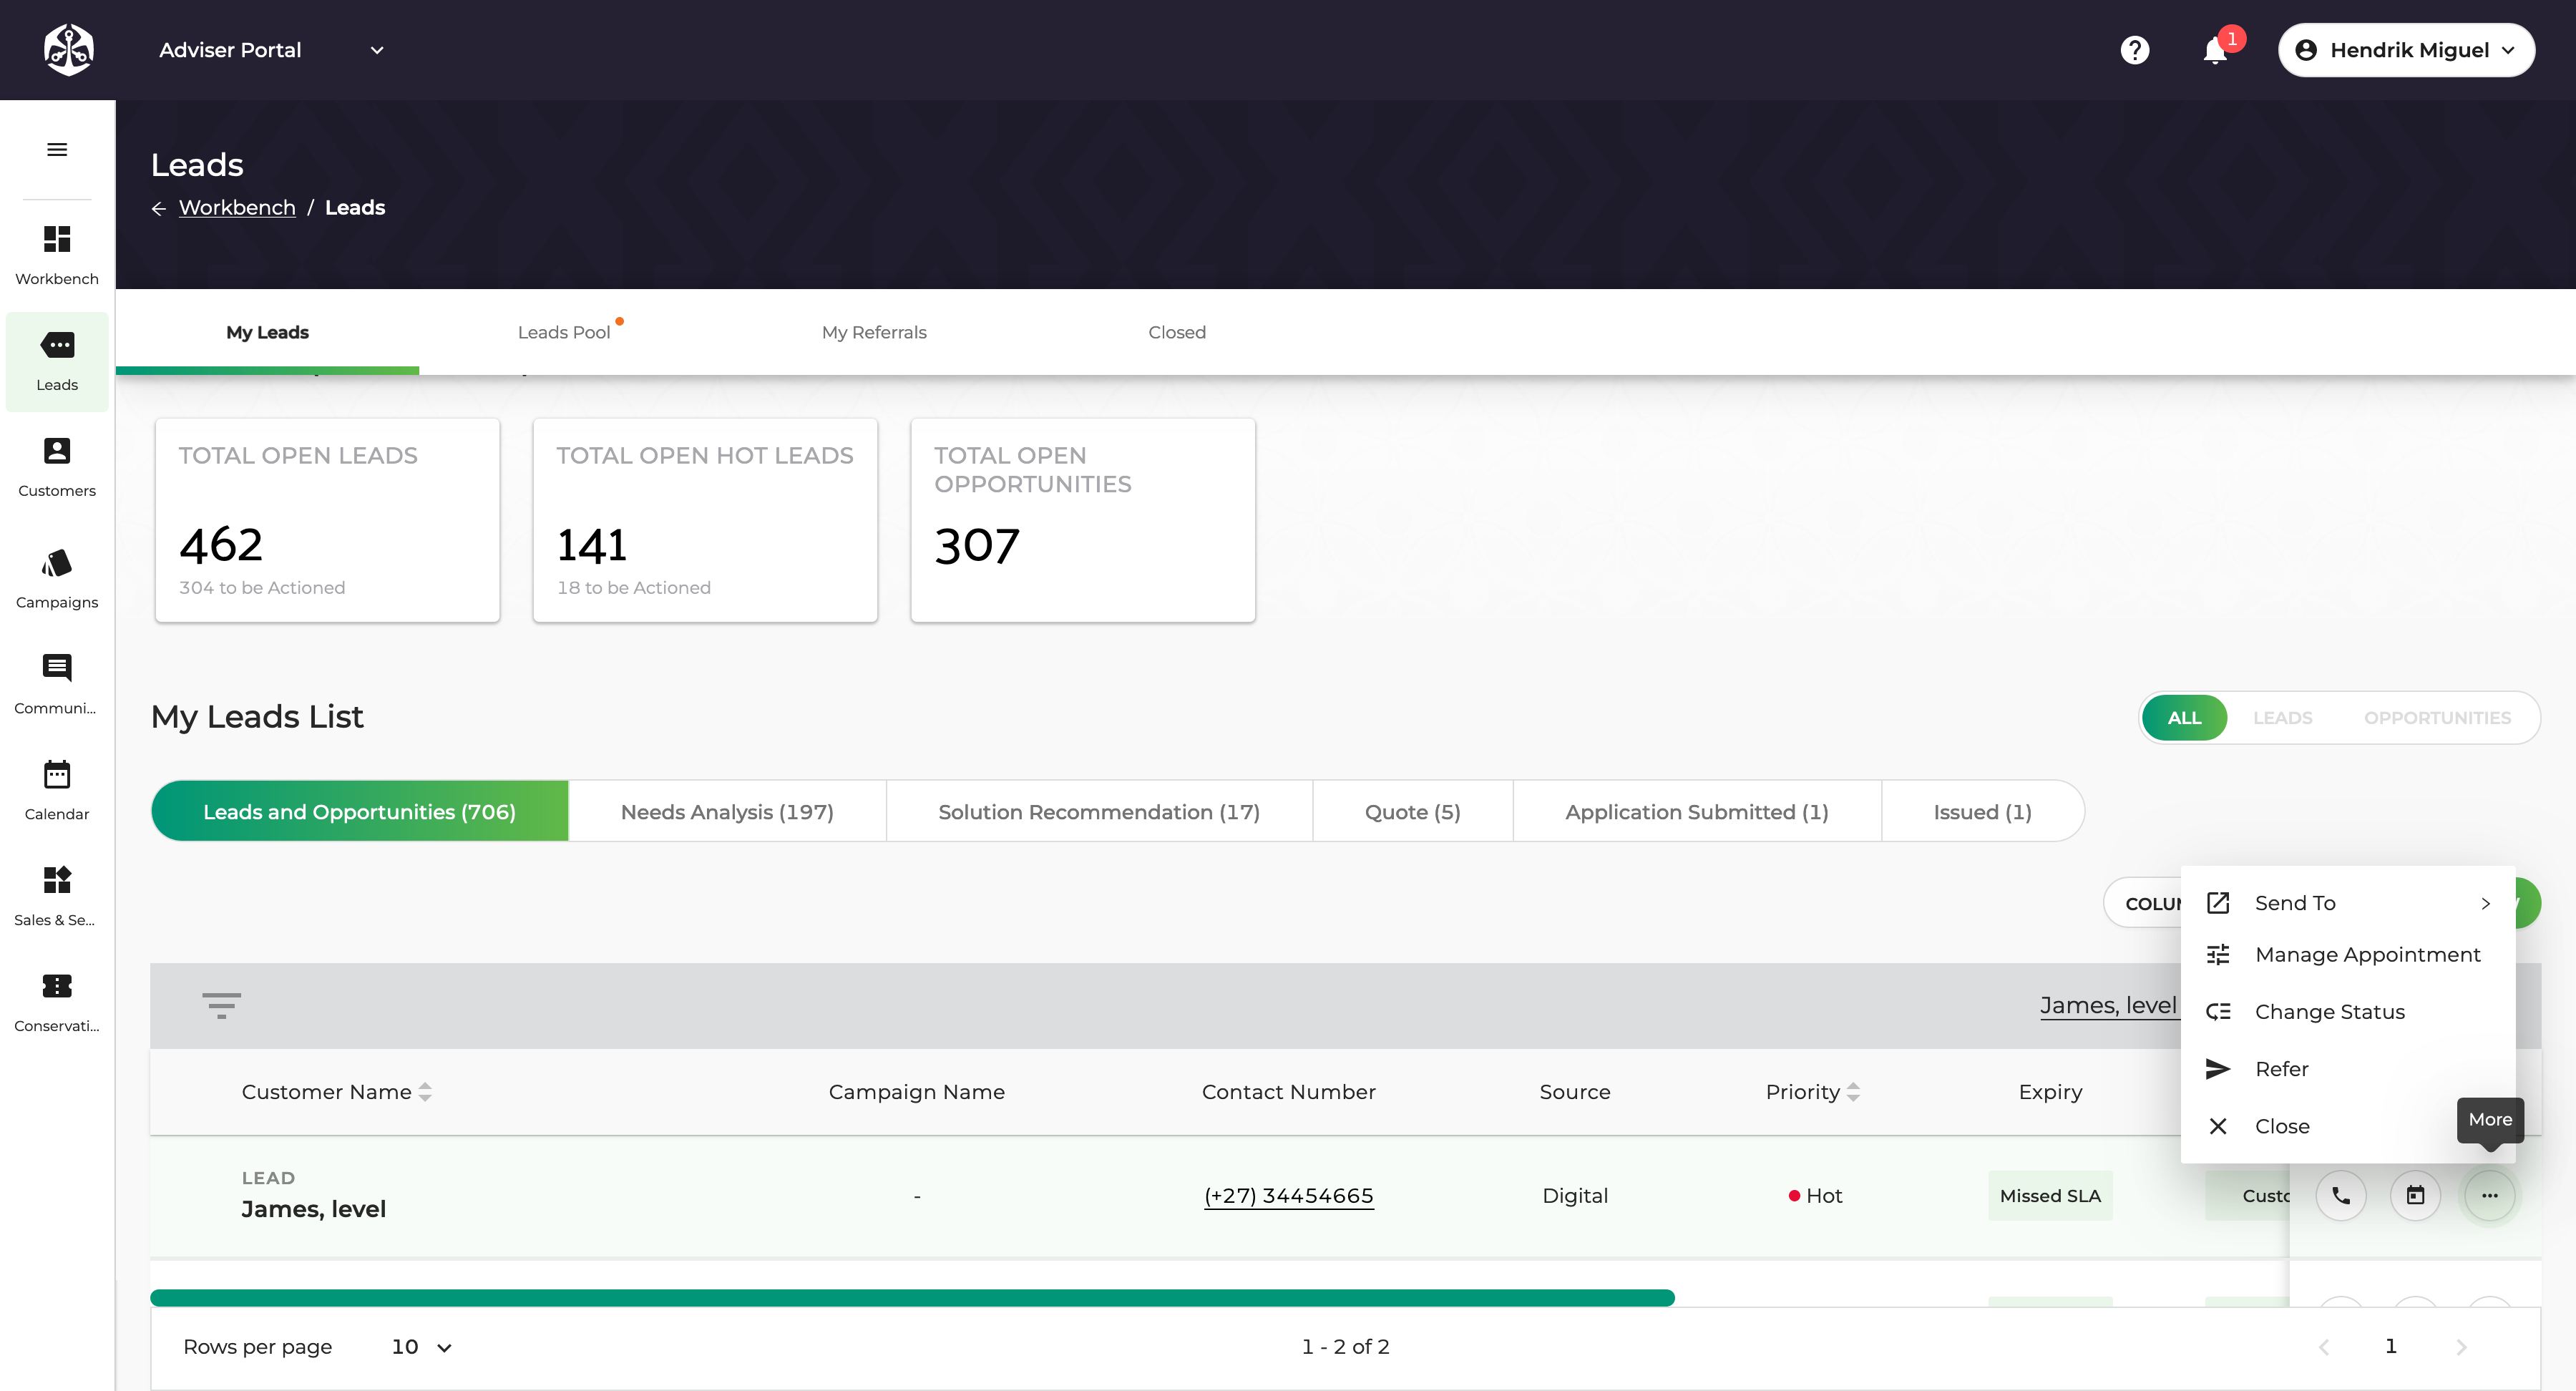 Adviser Portal
1
Hendrik Miguel
Leads
Workbench / Leads
Workbench
Leads
Customers
Campaigns
Communi...
Calendar
Sales & Se...
Conservati...
My Leads
Leads Pool
My Referrals
Closed
TOTAL OPEN LEADS
462
304 to be Actioned
TOTAL OPEN HOT LEADS
141
18 to be Actioned
TOTAL OPEN
OPPORTUNITIES
307
My Leads List
ALL
LEADS
OPPORTUNITIES
Leads and Opportunities (706)
Needs Analysis (197)
Solution Recommendation (17)
Quote (5)
Application Submitted (1)
Issued (1)
Send To
Manage Appointment
Change Status
Refer
Close
More
James, level
Customer Name
Campaign Name
Contact Number
Source
Priority
Expiry
LEAD
James, level
-
(+27) 34454665
Digital
Hot
Missed SLA
Rows per page
10
1 - 2 of 2
1